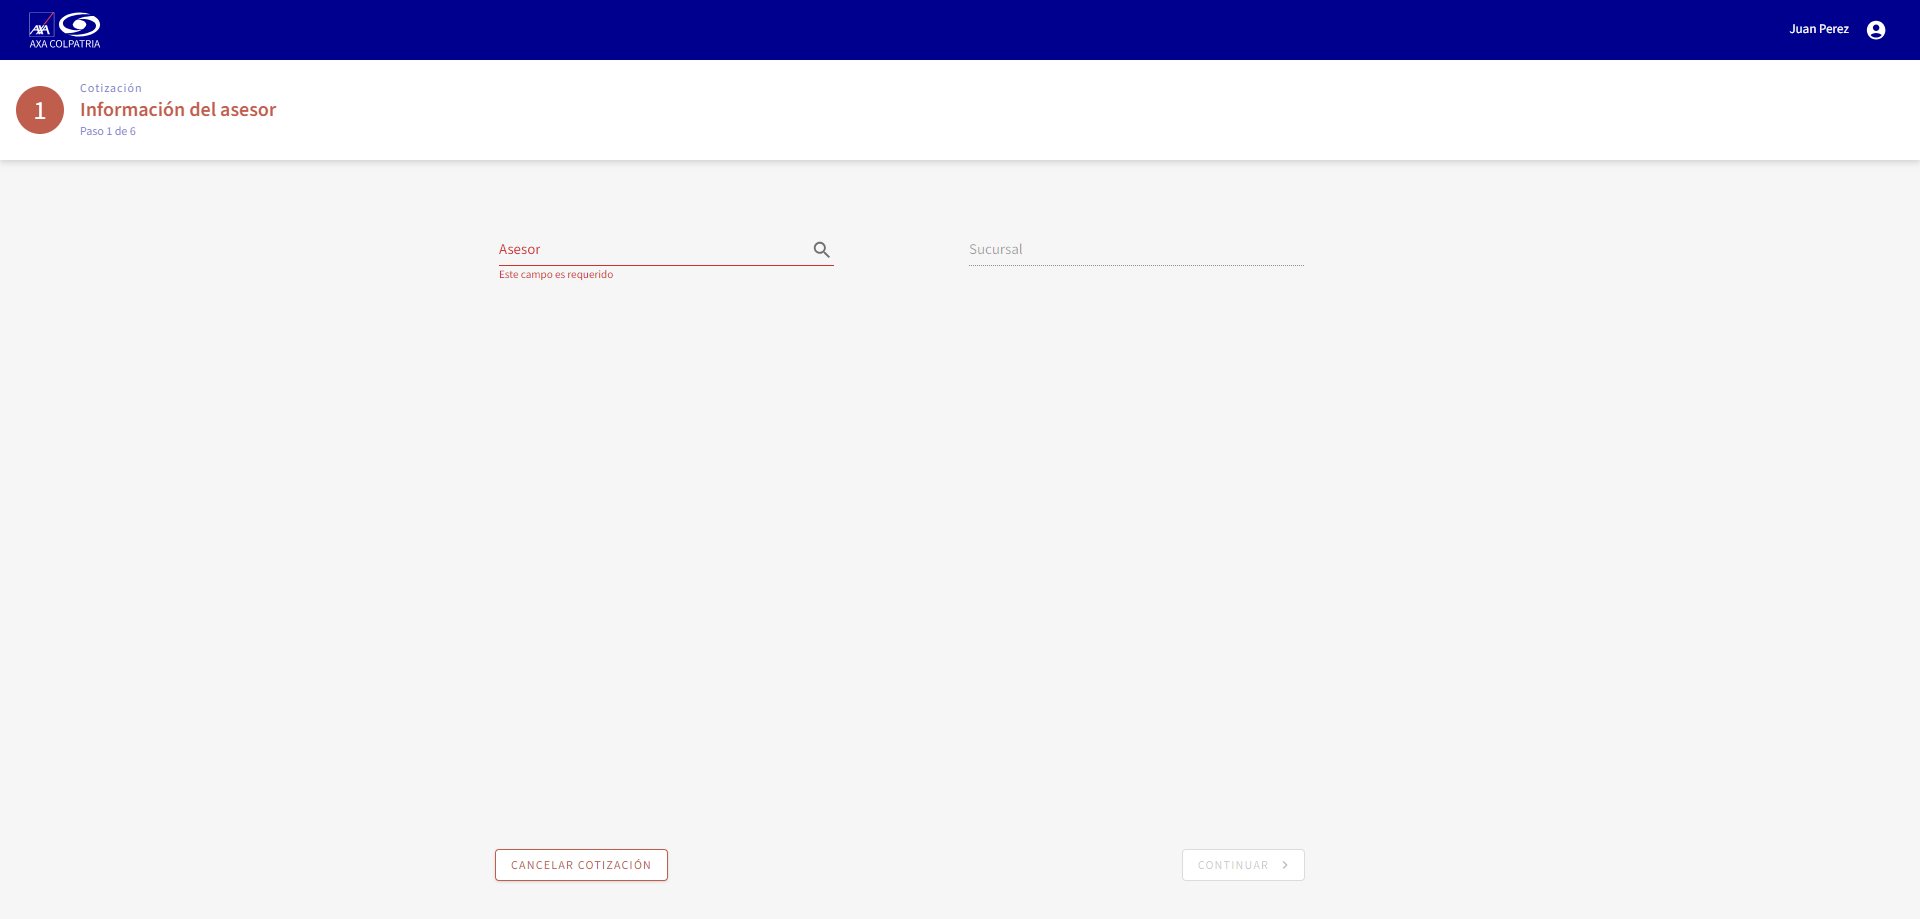 AXA
AXA COLPATRIA
Juan Perez
1
Cotización
Información del asesor
Paso 1 de 6
Asesor
Este campo es requerido
Sucursal
CANCELAR COTIZACIÓN
CONTINUAR